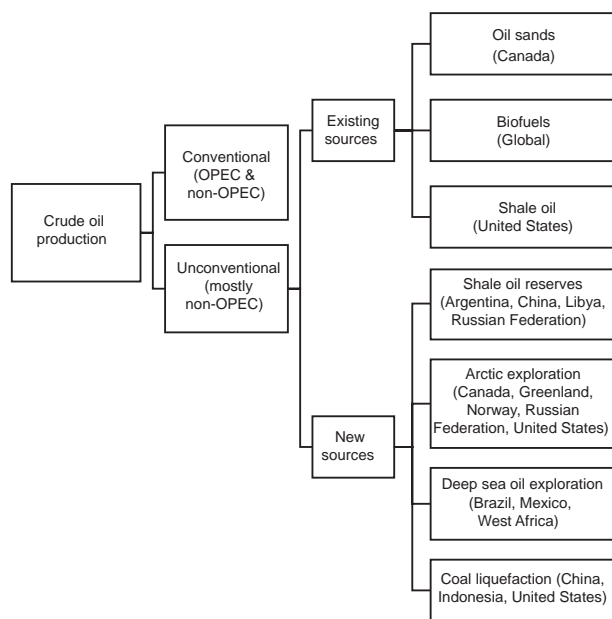 Crude oil
production
Conventional
(OPEC &
non-OPEC)
Unconventional
(mostly
non-OPEC)
Existing
sources
Oil sands
(Canada)
Biofuels
(Global)
Shale oil
(United States)
New
sources
Shale oil reserves
(Argentina, China, Libya,
Russian Federation)
Arctic exploration
(Canada, Greenland,
Norway, Russian
Federation, United States)
Deep sea oil exploration
(Brazil, Mexico,
West Africa)
Coal liquefaction (China,
Indonesia, United States)